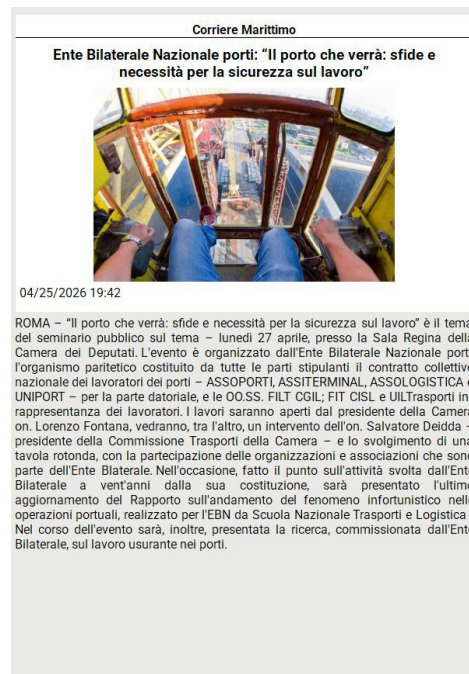 Corriere Marittimo
Ente Bilaterale Nazionale porti: “Il porto che verrà: sfide e
necessità per la sicurezza sul lavoro”
04/25/2026 19:42
ROMA – “Il porto che verrà: sfide e necessità per la sicurezza sul lavoro” è il tema
del seminario pubblico sul tema – lunedì 27 aprile, presso la Sala Regina della
Camera dei Deputati. L'evento è organizzato dall'Ente Bilaterale Nazionale porti
l'organismo paritetico costituito da tutte le parti stipulanti il contratto collettivo
nazionale dei lavoratori dei porti – ASSOPORTI, ASSITERMINAL, ASSOLOGISTICA e
UNIPORT – per la parte datoriale, e le OO.SS. FILT CGIL; FIT CISL e UILTrasporti in
rappresentanza dei lavoratori. I lavori saranno aperti dal presidente della Camera
on. Lorenzo Fontana, vedranno, tra l'altro, un intervento dell'on. Salvatore Deidda –
presidente della Commissione Trasporti della Camera – e lo svolgimento di una
tavola rotonda, con la partecipazione delle organizzazioni e associazioni che sono
parte dell'Ente Blaterale. Nell'occasione, fatto il punto sull'attività svolta dall'Ente
Bilaterale a vent'anni dalla sua costituzione, sarà presentato l'ultimo
aggiornamento del Rapporto sull'andamento del fenomeno infortunistico nelle
operazioni portuali, realizzato per l'EBN da Scuola Nazionale Trasporti e Logistica.
Nel corso dell'evento sarà, inoltre, presentata la ricerca, commissionata dall'Ente
Bilaterale, sul lavoro usurante nei porti.